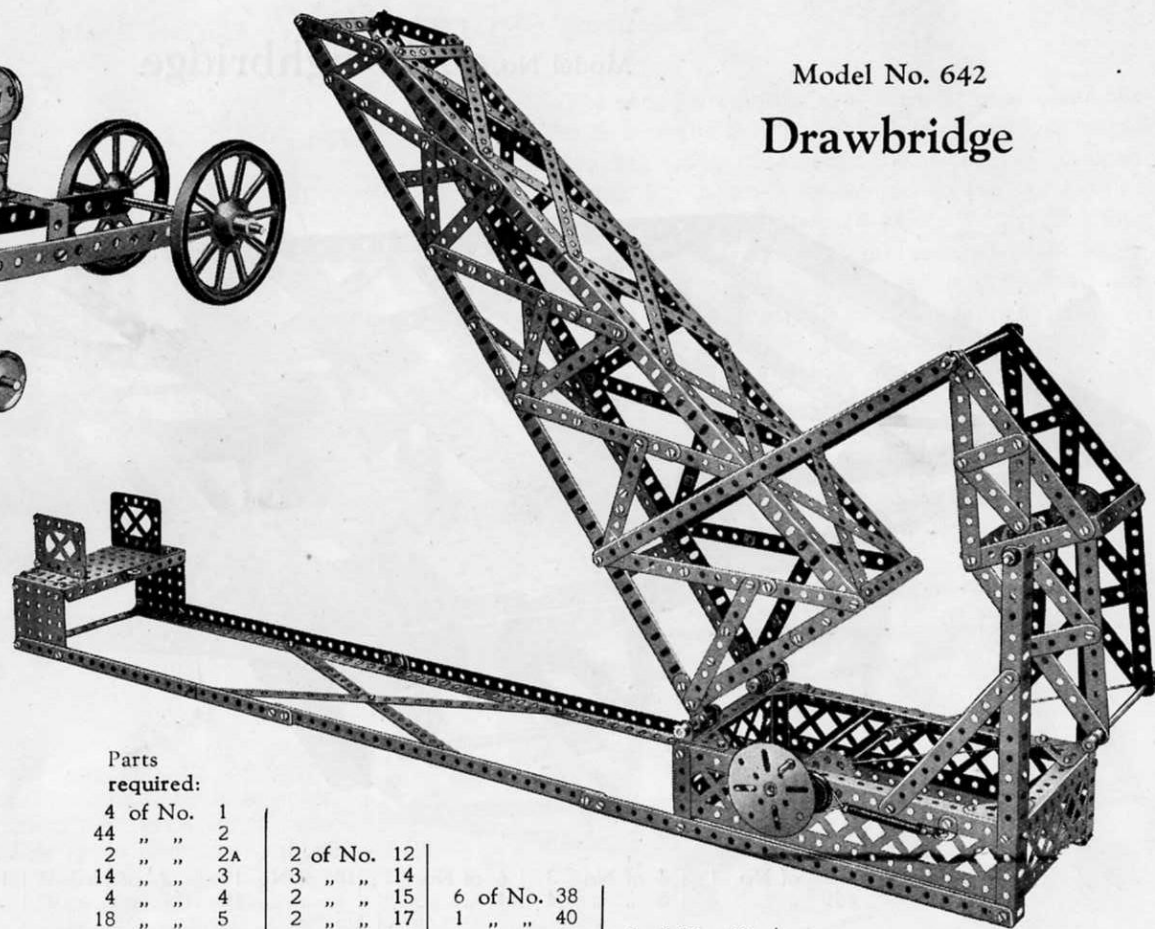 Model No. 642
Drawbridge
Parts
required:
4 of No. 1
44 „ „ 2
2 „ „ 2A 2 of No. 12
14 „ „ 3 3 „ „ 14
4 „ „ 4 2 „ „ 15 6 of No. 38
18 „ „ 5 2 „ „ 17 1 „ „ 40